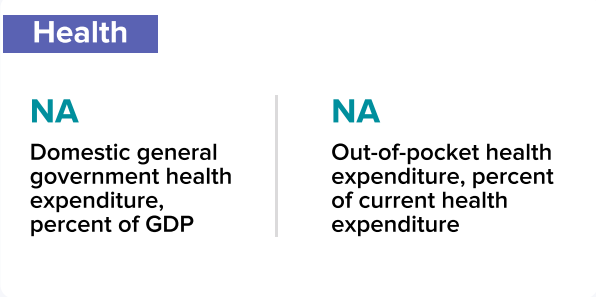 Health
NA
Domestic general
government health
expenditure,
percent of GDP
NA
Out-of-pocket health
expenditure, percent
of current health
expenditure